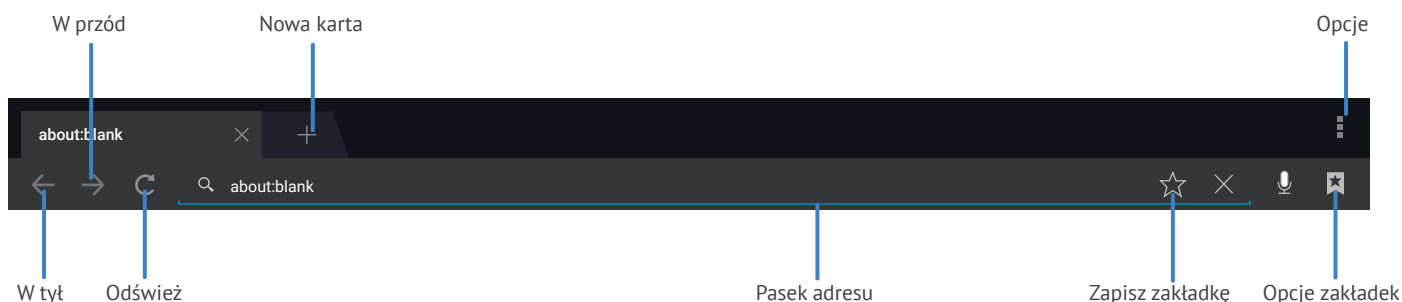 W przód Nowa karta Opcje
about:blank
about:blank
W tył Odśwież Pasek adresu Zapisz zakładkę Opcje zakładek